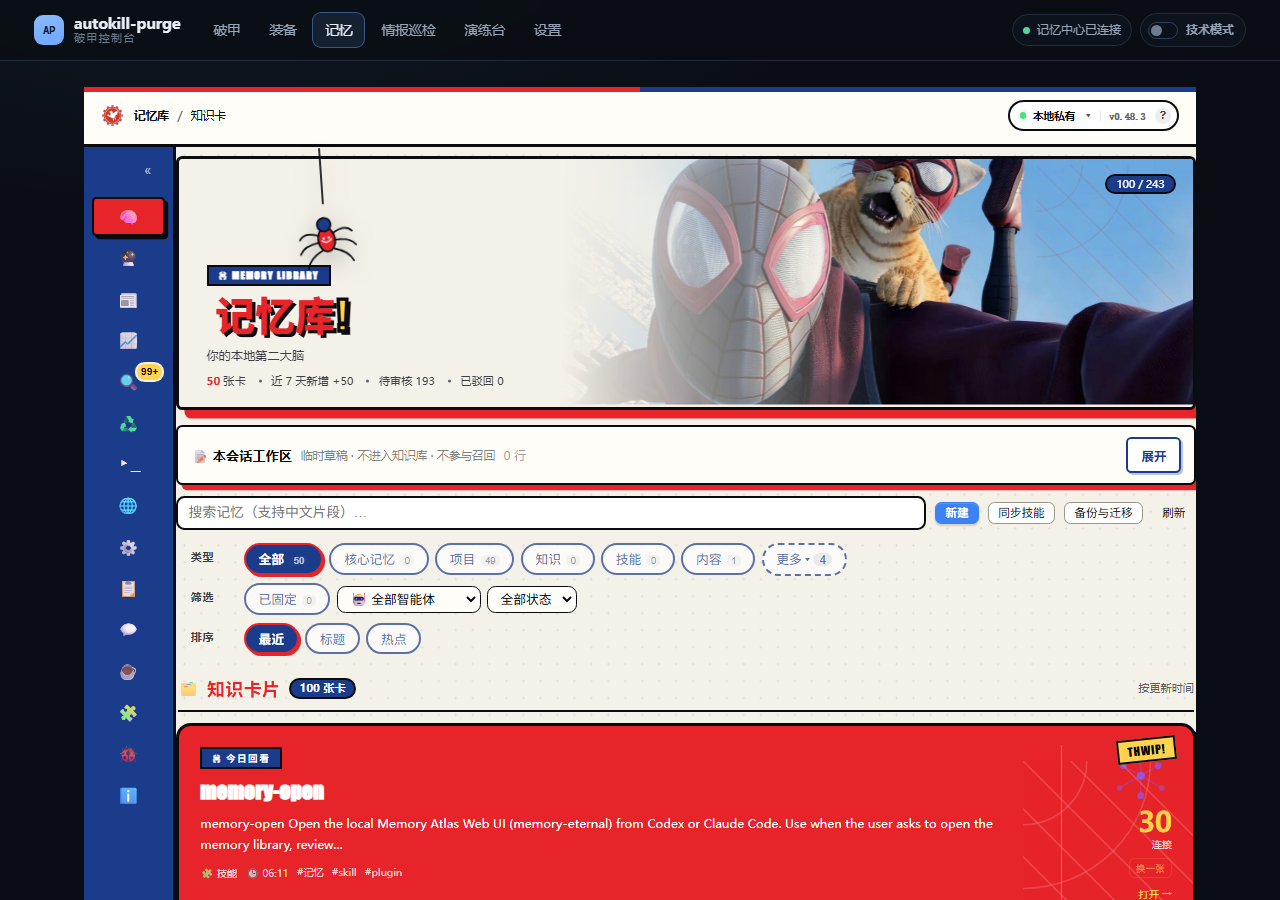 AP
autokill-purge
破甲控制台
破甲
装备
记忆
情报巡检
演练台
设置
记忆中心已连接
技术模式
记忆库 / 知识卡
本地私有
v0.48.3
?
«
99+
100 / 243
MEMORY LIBRARY
记忆库!
你的本地第二大脑
50 张卡 • 近 7 天新增 +50 • 待审核 193 • 已驳回 0
本会话工作区 临时草稿 · 不进入知识库 · 不参与召回 0 行
展开
搜索记忆（支持中文片段）…
新建
同步技能
备份与迁移
刷新
类型
全部 50
核心记忆 0
项目 49
知识 0
技能 0
内容 1
更多 4
筛选
已固定 0
全部智能体
全部状态
排序
最近
标题
热点
知识卡片
100 张卡
按更新时间
今日回看
THWIP!
memory-open
memory-open Open the local Memory Atlas Web UI (memory-eternal) from Codex or Claude Code. Use when the user asks to open the
memory library, review...
30
连接
技能 06:11 #记忆 #skill #plugin
换一张
打开 →